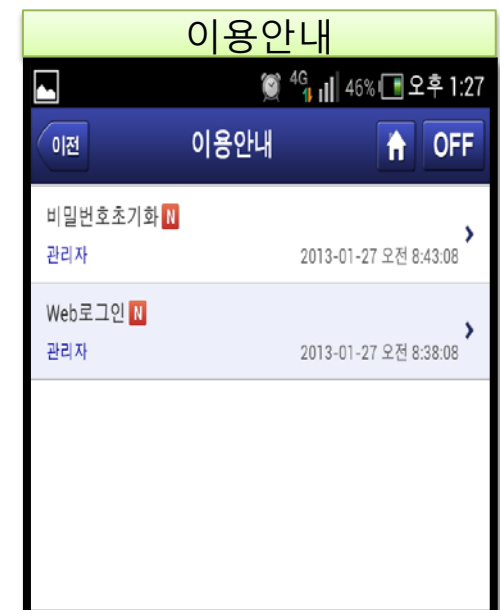 이용안내
4G 46% 오후 1:27
이전 이용안내 OFF
비밀번호초기화 N
관리자 2013-01-27 오전 8:43:08
Web로그인 N
관리자 2013-01-27 오전 8:38:08